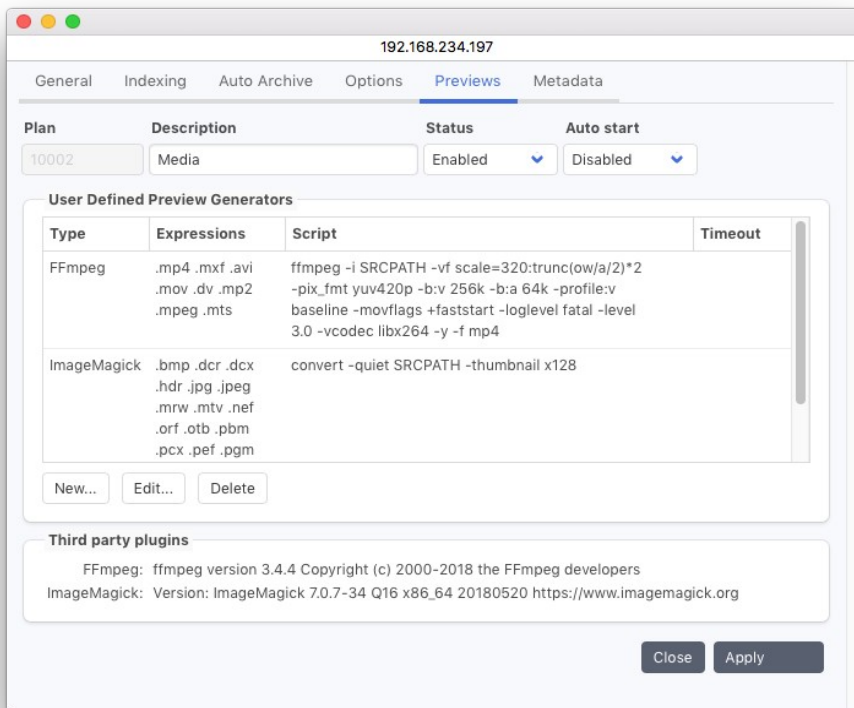 192.168.234.197
General Indexing Auto Archive Options Previews Metadata
Plan Description Status Auto start
10002 Media Enabled Disabled
User Defined Preview Generators
Type Expressions Script Timeout
FFmpeg .mp4 .mxf .avi ffmpeg -i SRCPATH -vf scale=320:trunc(ow/a/2)*2
.mov .dv .mp2 -pix_fmt yuv420p -b:v 256k -b:a 64k -profile:v
.mpeg .mts baseline -movflags +faststart -loglevel fatal -level
3.0 -vcodec libx264 -y -f mp4
ImageMagick .bmp .dcr .dcx convert -quiet SRCPATH -thumbnail x128
.hdr .jpg .jpeg
.mrw .mtv .nef
.orf .otb .pbm
.pcx .pef .pgm
New... Edit... Delete
Third party plugins
FFmpeg: ffmpeg version 3.4.4 Copyright (c) 2000-2018 the FFmpeg developers
ImageMagick: Version: ImageMagick 7.0.7-34 Q16 x86_64 20180520 https://www.imagemagick.org
Close Apply